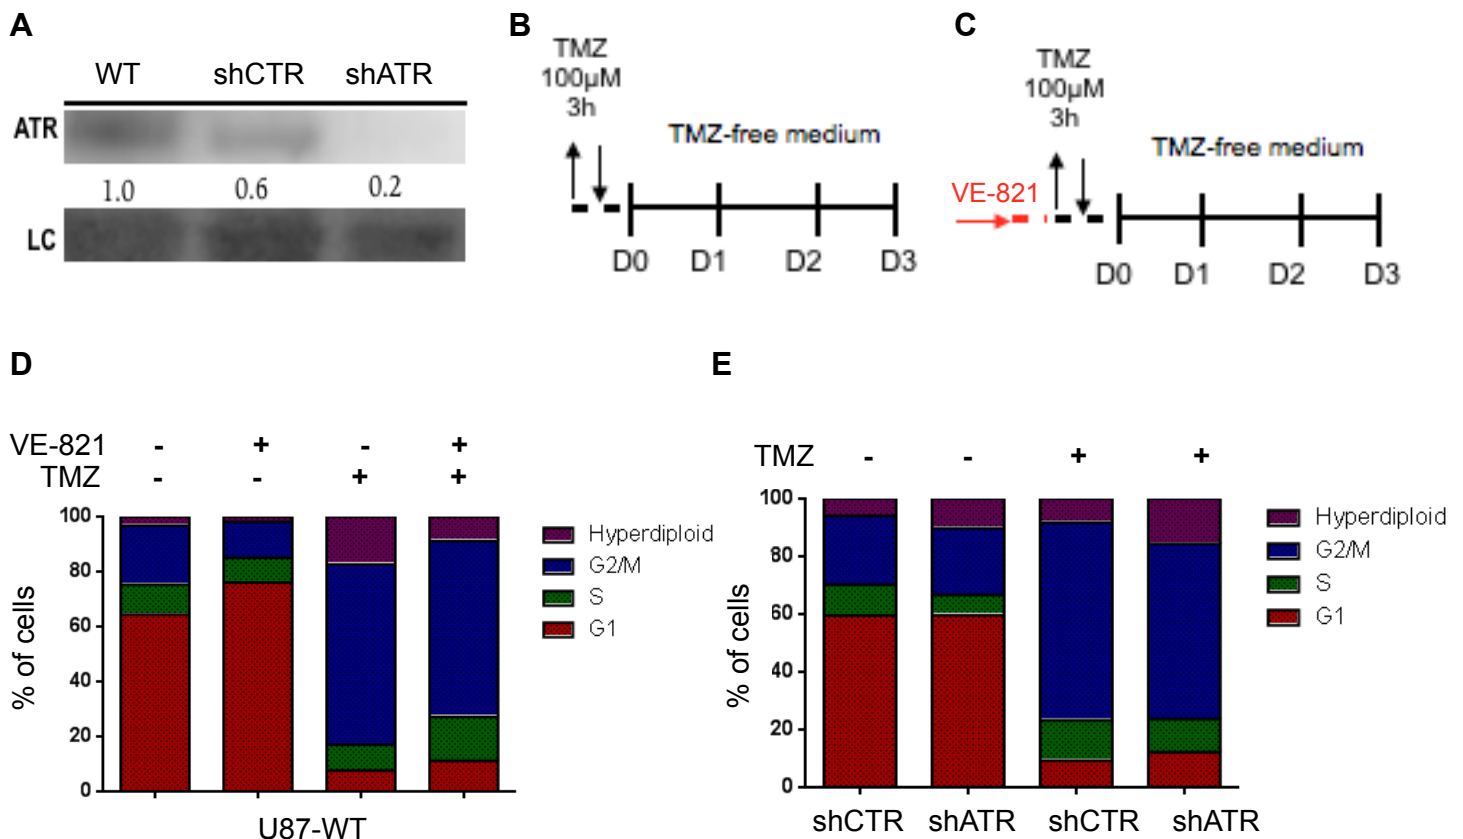 A
WT shCTR shATR
ATR
1.0 0.6 0.2
LC
B
TMZ
100µM
3h
TMZ-free medium
D0 D1 D2 D3
C
TMZ
100µM
3h
TMZ-free medium
VE-821
D0 D1 D2 D3
D
VE-821 - + - +
TMZ - - + +
100
80
60
40
20
0
% of cells
U87-WT
Hyperdiploid
G2/M
S
G1
E
TMZ - - + +
100
80
60
40
20
0
% of cells
shCTR shATR shCTR shATR
Hyperdiploid
G2/M
S
G1